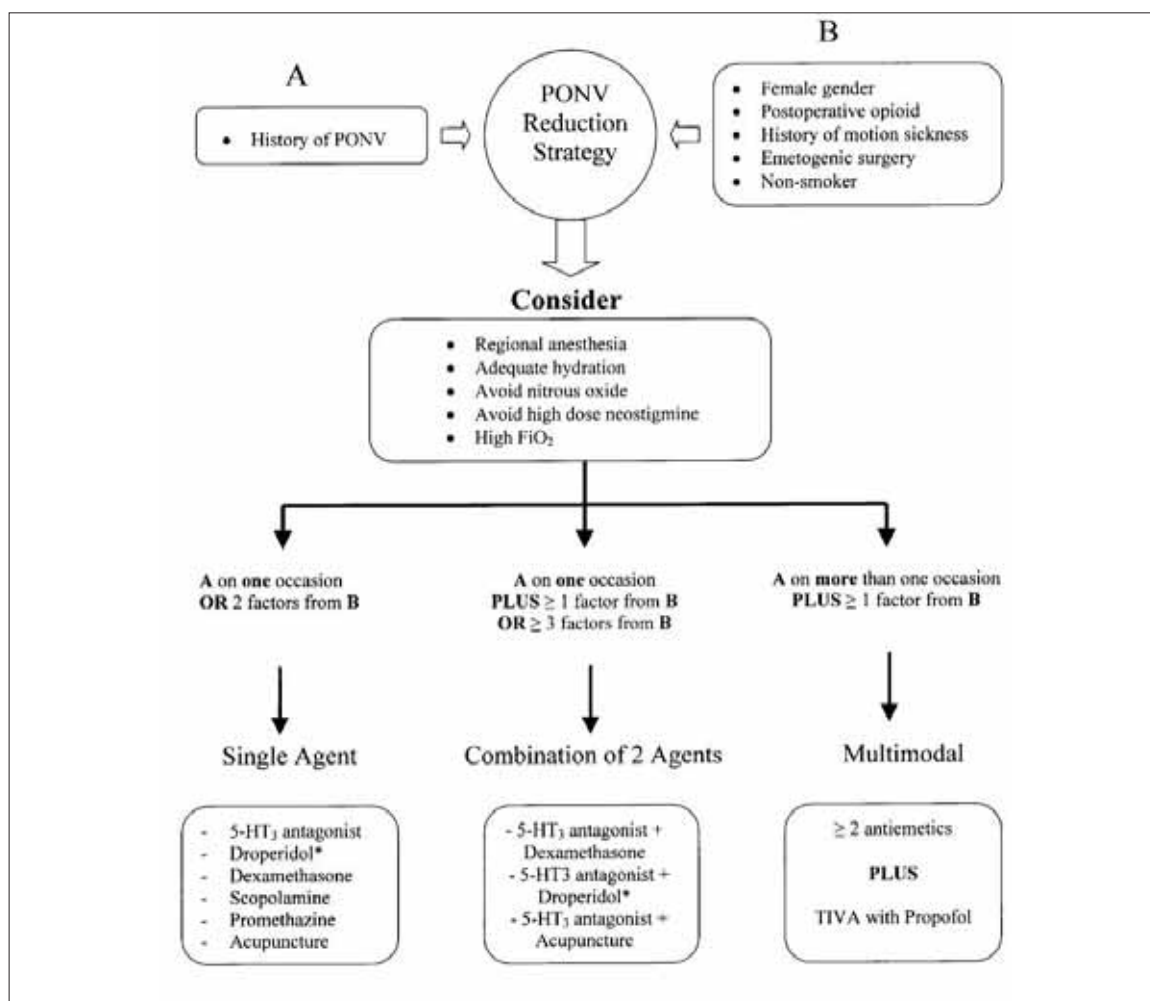 A
• History of PONV
PONV
Reduction
Strategy
B
• Female gender
• Postoperative opioid
• History of motion sickness
• Emetogenic surgery
• Non-smoker
Consider
• Regional anesthesia
• Adequate hydration
• Avoid nitrous oxide
• Avoid high dose neostigmine
• High FiO₂
A on one occasion
OR 2 factors from B
A on one occasion
PLUS ≥ 1 factor from B
OR ≥ 3 factors from B
A on more than one occasion
PLUS ≥ 1 factor from B
Single Agent
- 5-HT₃ antagonist
- Droperidol*
- Dexamethasone
- Scopolamine
- Promethazine
- Acupuncture
Combination of 2 Agents
- 5-HT₃ antagonist +
Dexamethasone
- 5-HT3 antagonist +
Droperidol*
- 5-HT₃ antagonist +
Acupuncture
Multimodal
≥ 2 antiemetics
PLUS
TIVA with Propofol